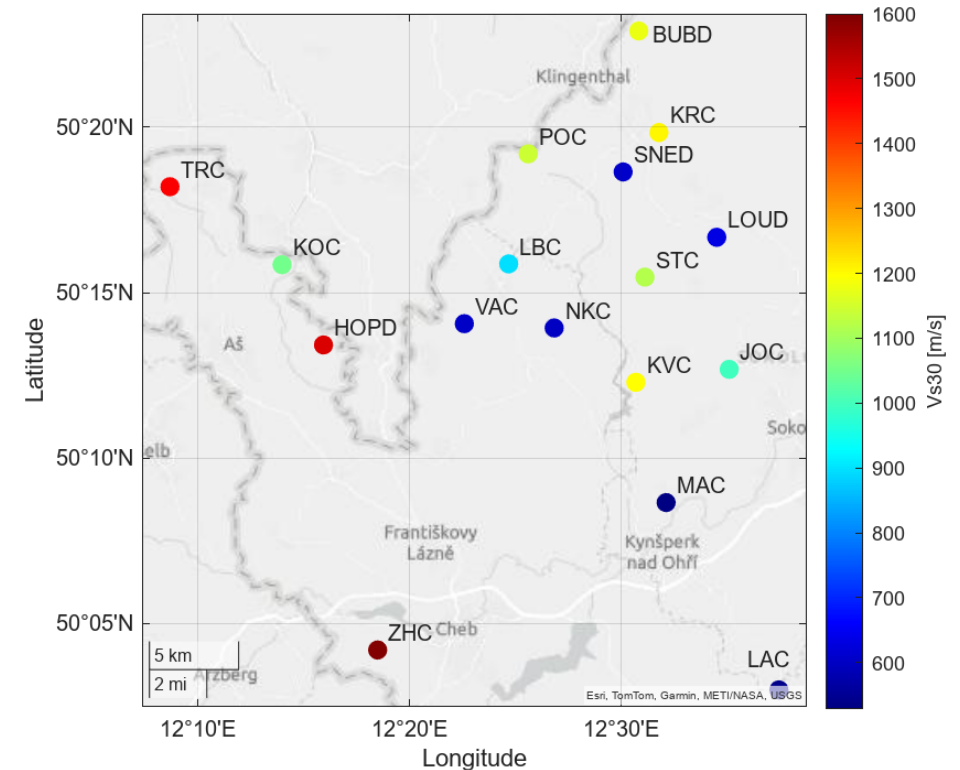 BUBD
Klingenthal
KRC
POC
SNED
TRC
LOUD
KOC
LBC
STC
VAC
NKC
HOPD
Aš
JOC
KVC
Soko
elb
MAC
Františkovy
Lázně
Kynšperk
nad Ohří
ZHC
Cheb
LAC
5 km
2 mi
Arzberg
Esri, TomTom, Garmin, METI/NASA, USGS
50°20'N
50°15'N
50°10'N
50°05'N
Latitude
12°10'E
12°20'E
12°30'E
Longitude
1600
1500
1400
1300
1200
1100
1000
900
800
700
600
Vs30 [m/s]